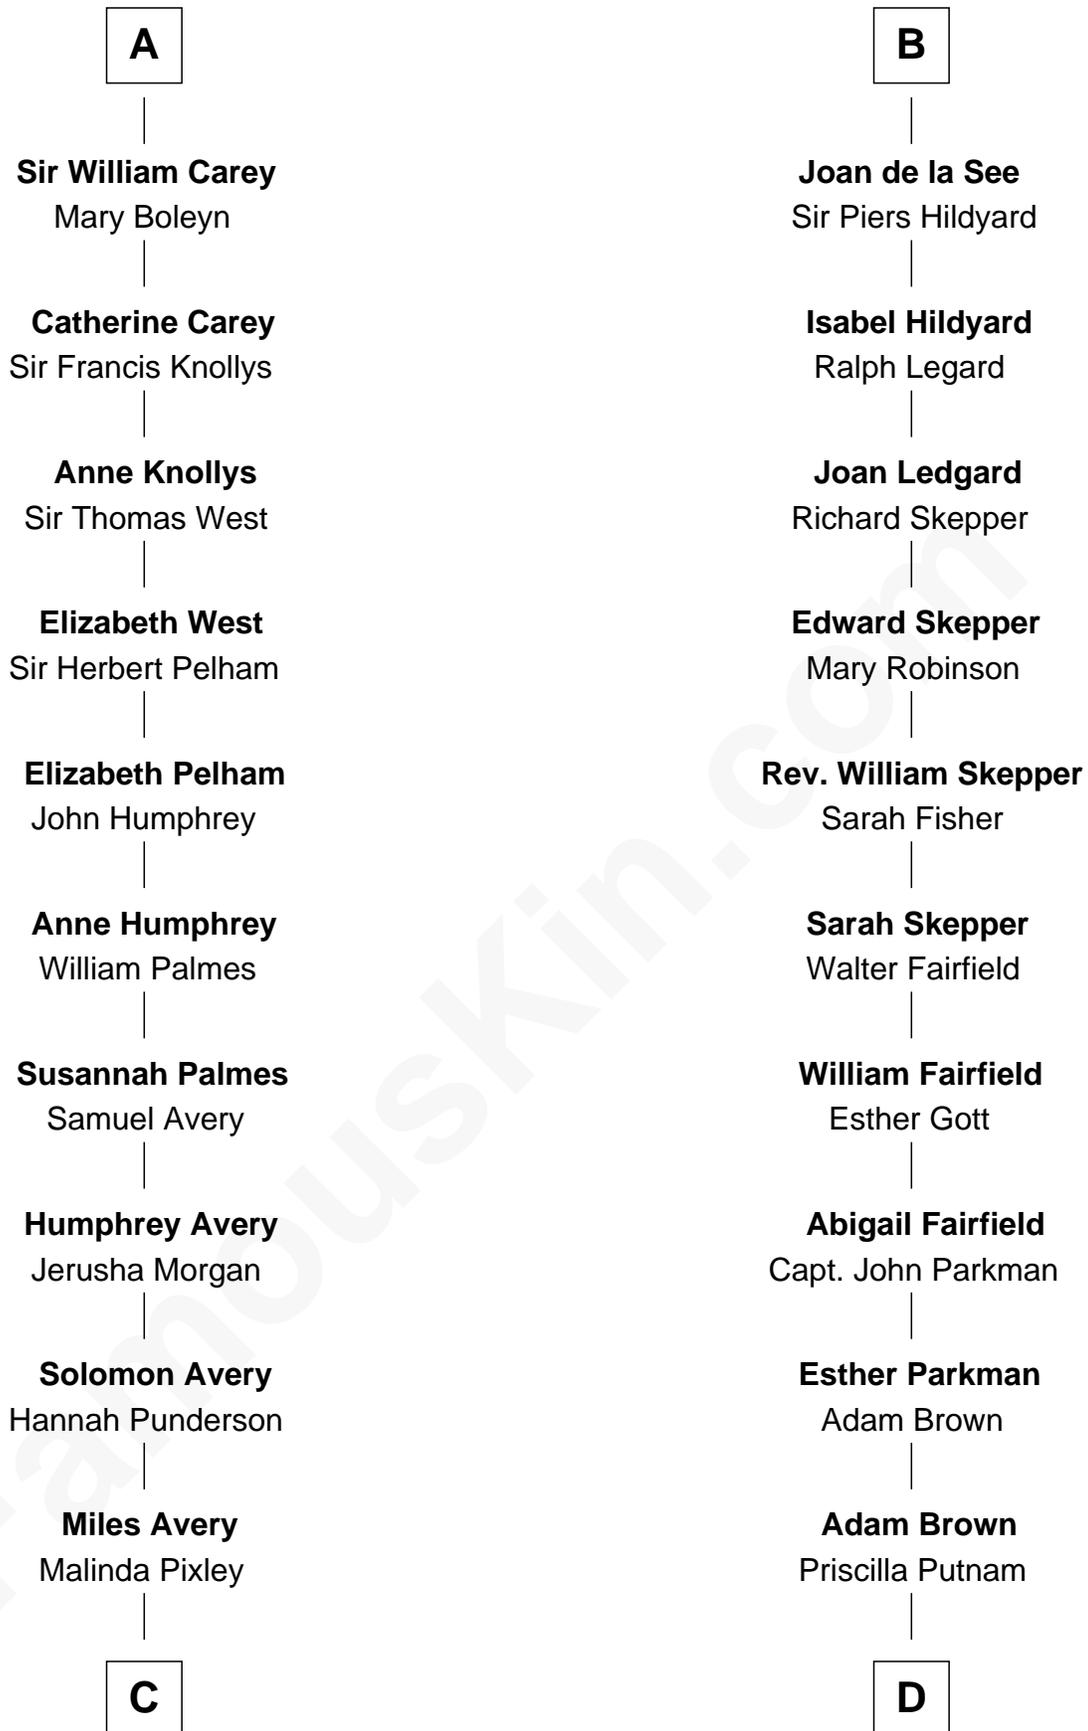 A
Sir William Carey
Mary Boleyn
Catherine Carey
Sir Francis Knollys
Anne Knollys
Sir Thomas West
Elizabeth West
Sir Herbert Pelham
Elizabeth Pelham
John Humphrey
Anne Humphrey
William Palmes
Susannah Palmes
Samuel Avery
Humphrey Avery
Jerusha Morgan
Solomon Avery
Hannah Punderson
Miles Avery
Malinda Pixley
C
B
Joan de la See
Sir Piers Hildyard
Isabel Hildyard
Ralph Legard
Joan Ledgard
Richard Skepper
Edward Skepper
Mary Robinson
Rev. William Skepper
Sarah Fisher
Sarah Skepper
Walter Fairfield
William Fairfield
Esther Gott
Abigail Fairfield
Capt. John Parkman
Esther Parkman
Adam Brown
Adam Brown
Priscilla Putnam
D
FamousKin.com